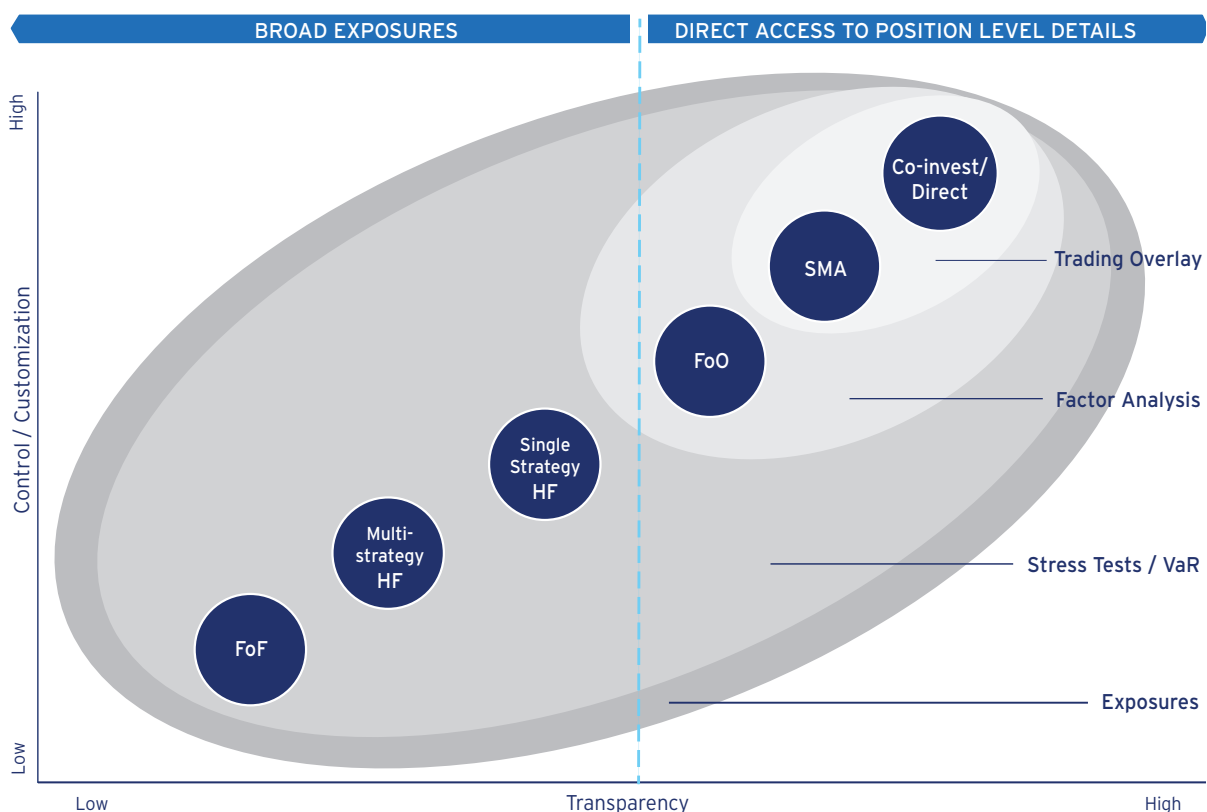 BROAD EXPOSURES
DIRECT ACCESS TO POSITION LEVEL DETAILS
High
Control / Customization
Low
Co-invest/
Direct
SMA
Trading Overlay
FoO
Factor Analysis
Single
Strategy
HF
Multi-
strategy
HF
Stress Tests / VaR
FoF
Exposures
Low
Transparency
High